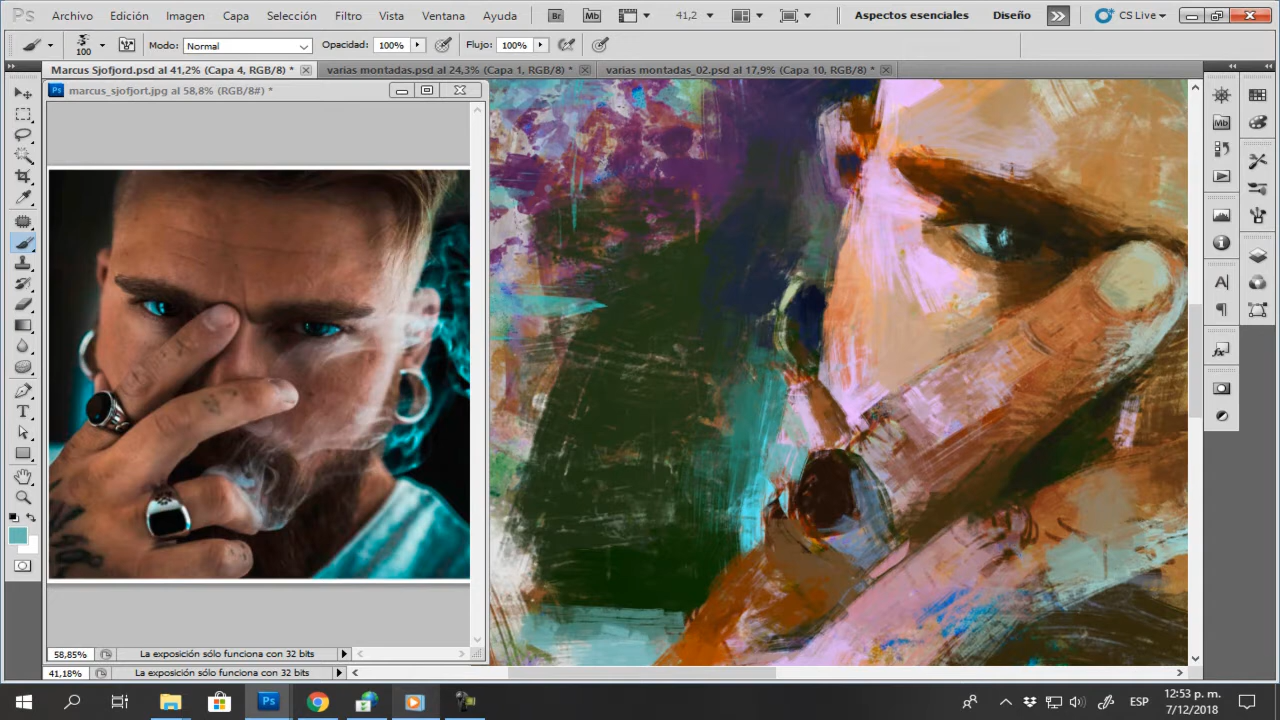 Ps Archivo Edición Imagen Capa Selección Filtro Vista Ventana Ayuda Br Mb 41,2 Aspectos esenciales Diseño CS Live
100 Modo: Normal Opacidad: 100% Flujo: 100%
Marcus Sjofjord.psd al 41,2% (Capa 4, RGB/8) * varias montadas.psd al 24,3% (Capa 1, RGB/8) * varias montadas_02.psd al 17,9% (Capa 10, RGB/8) *
Ps marcus_sjofjort.jpg al 58,8% (RGB/8#) *
Mb
58,85% La exposición sólo funciona con 32 bits
41,18% La exposición sólo funciona con 32 bits
Ps ESP 12:53 p. m.
7/12/2018